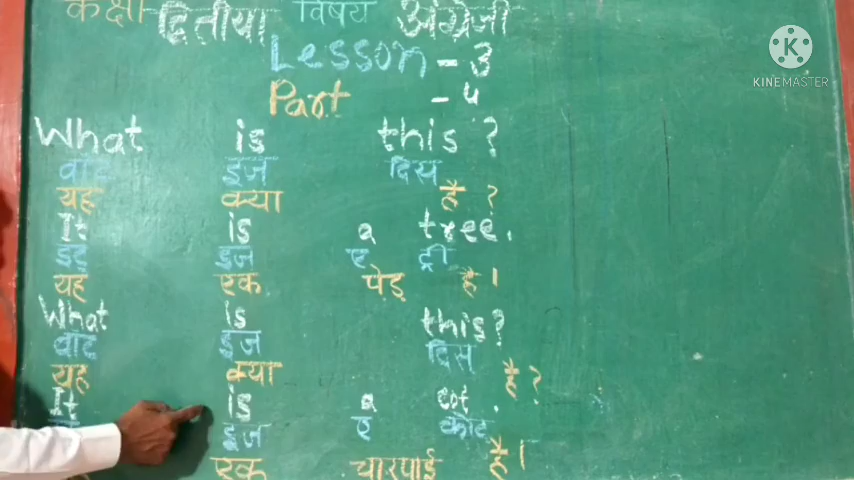 कक्षा द्वितीया विषय अंग्रेजी
Lesson - 3
Part - 4
What is this ?
वाट इज दिस
यह क्या है ?
It is a tree.
इट इज ए ट्री
यह एक पेड़ है ।
What is this?
वाट इज दिस
यह क्या है ?
It is a cot.
इज ए कोट
एक चारपाई है ।
K
KINEMASTER